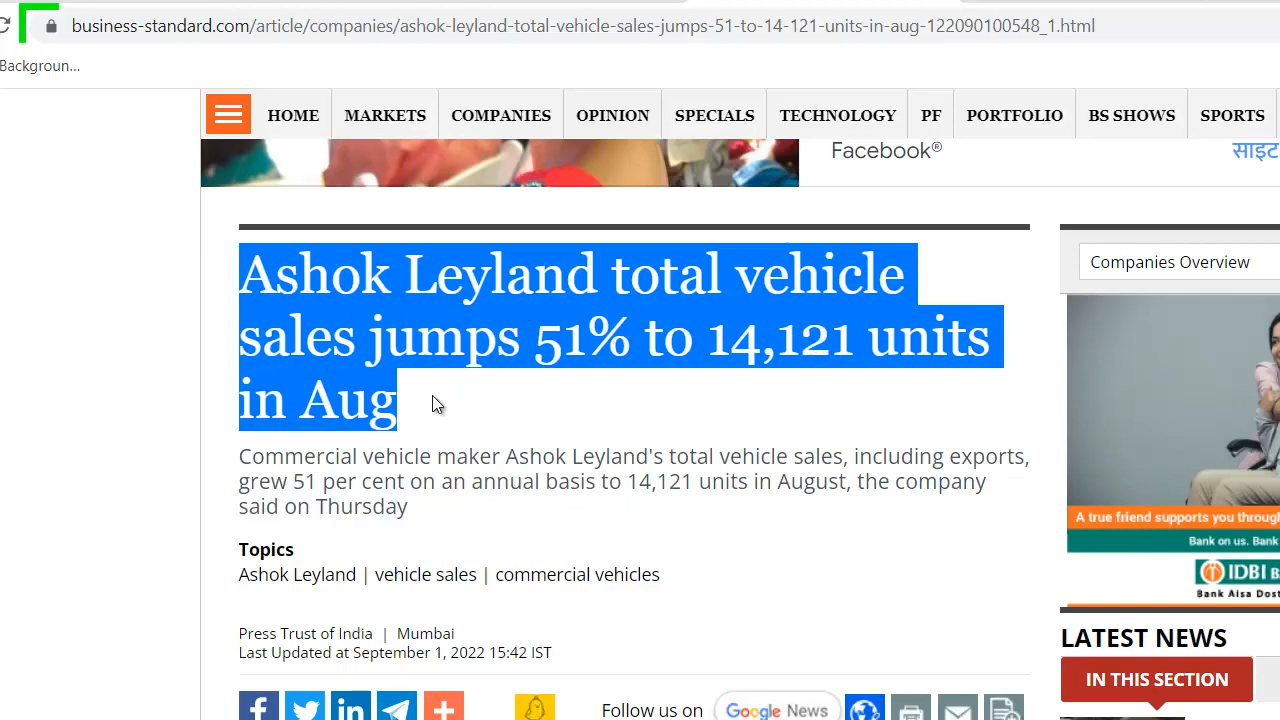 business-standard.com/article/companies/ashok-leyland-total-vehicle-sales-jumps-51-to-14-121-units-in-aug-122090100548_1.html
Backgroun...
HOME MARKETS COMPANIES OPINION SPECIALS TECHNOLOGY PF PORTFOLIO BS SHOWS SPORTS
Facebook®
साइट
Ashok Leyland total vehicle
sales jumps 51% to 14,121 units
in Aug
Companies Overview
Commercial vehicle maker Ashok Leyland's total vehicle sales, including exports,
grew 51 per cent on an annual basis to 14,121 units in August, the company
said on Thursday
A true friend supports you through
Bank on us. Bank
IDBI B
Bank Aisa Dost
Topics
Ashok Leyland | vehicle sales | commercial vehicles
Press Trust of India | Mumbai
Last Updated at September 1, 2022 15:42 IST
LATEST NEWS
IN THIS SECTION
Follow us on Google News